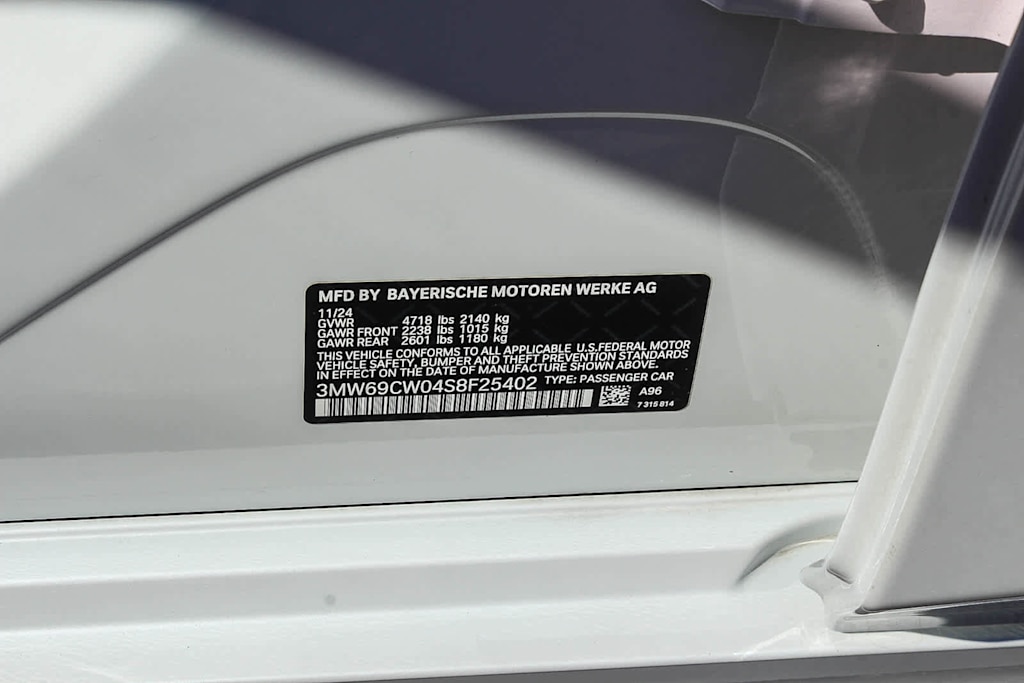 MFD BY BAYERISCHE MOTOREN WERKE AG
11/24
GVWR 4718 lbs 2140 kg
GAWR FRONT 2238 lbs 1015 kg
GAWR REAR 2601 lbs 1180 kg
THIS VEHICLE CONFORMS TO ALL APPLICABLE U.S.FEDERAL MOTOR
VEHICLE SAFETY, BUMPER AND THEFT PREVENTION STANDARDS
IN EFFECT ON THE DATE OF MANUFACTURE SHOWN ABOVE.
3MW69CW04S8F25402 TYPE: PASSENGER CAR
A96
7 315 814